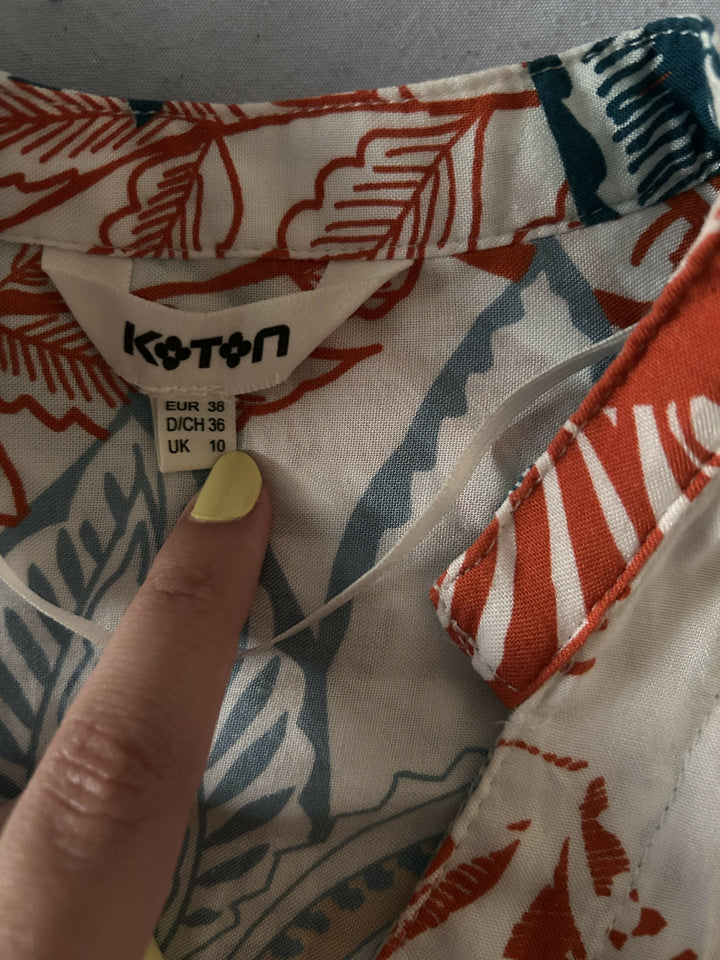 KOTON
EUR 38
D/CH 36
UK 10